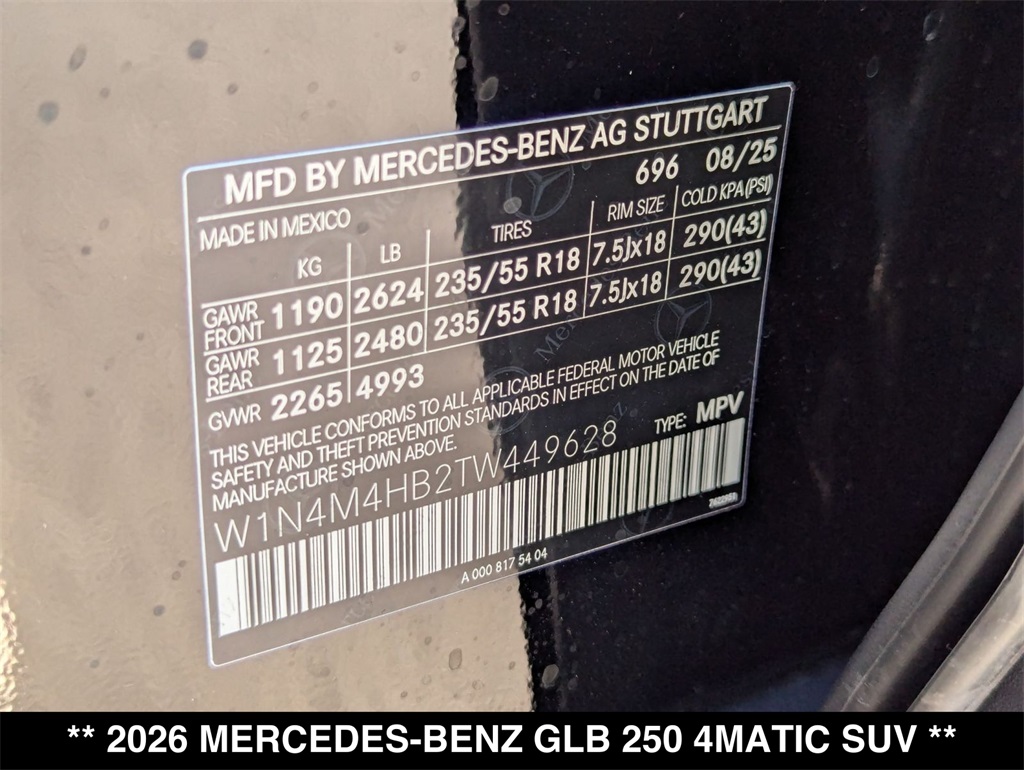 MFD BY MERCEDES-BENZ AG STUTTGART
MADE IN MEXICO 696 08/25
KG LB TIRES RIM SIZE COLD KPA(PSI)
GAWR FRONT 1190 2624 235/55 R18 7.5Jx18 290(43)
GAWR REAR 1125 2480 235/55 R18 7.5Jx18 290(43)
GVWR 2265 4993
THIS VEHICLE CONFORMS TO ALL APPLICABLE FEDERAL MOTOR VEHICLE
SAFETY AND THEFT PREVENTION STANDARDS IN EFFECT ON THE DATE OF
MANUFACTURE SHOWN ABOVE.
TYPE: MPV
W1N4M4HB2TW449628
A 000 817 54 04
** 2026 MERCEDES-BENZ GLB 250 4MATIC SUV **